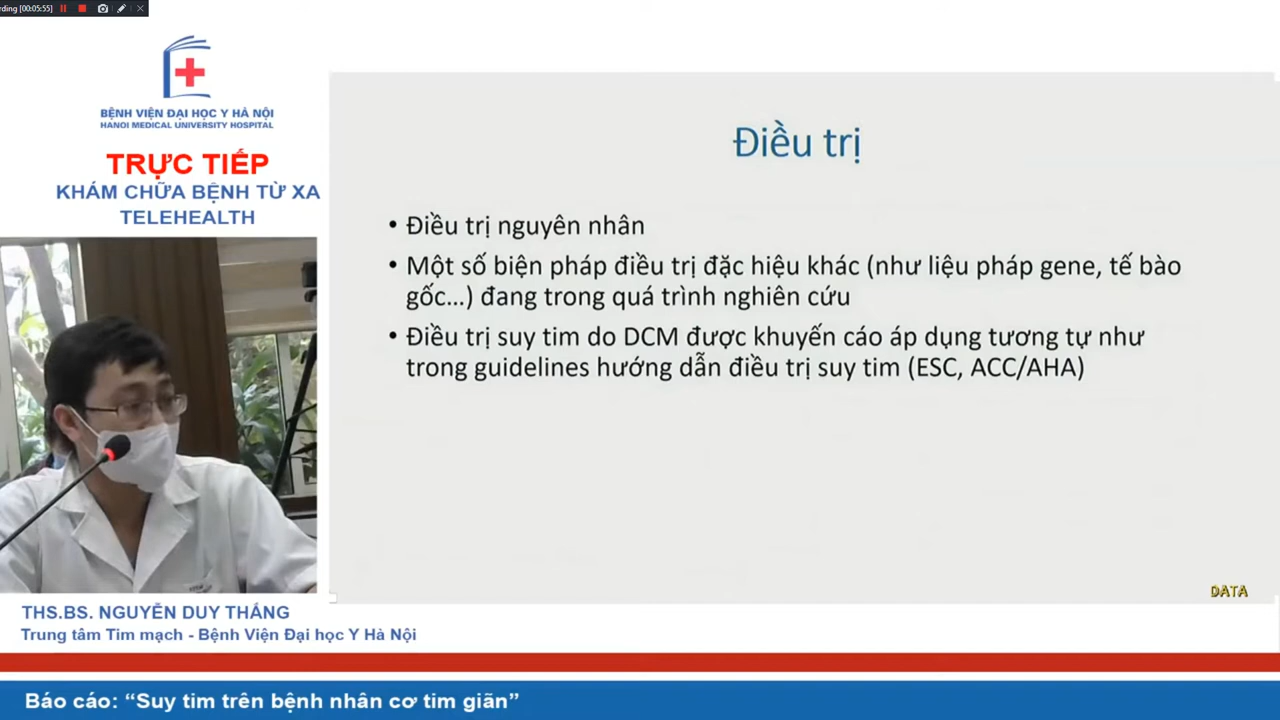 rding [00:05:55]
BỆNH VIỆN ĐẠI HỌC Y HÀ NỘI
HANOI MEDICAL UNIVERSITY HOSPITAL
TRỰC TIẾP
KHÁM CHỮA BỆNH TỪ XA
TELEHEALTH
Điều trị
• Điều trị nguyên nhân
• Một số biện pháp điều trị đặc hiệu khác (như liệu pháp gene, tế bào
gốc...) đang trong quá trình nghiên cứu
• Điều trị suy tim do DCM được khuyến cáo áp dụng tương tự như
trong guidelines hướng dẫn điều trị suy tim (ESC, ACC/AHA)
DATA
THS.BS. NGUYỄN DUY THẮNG
Trung tâm Tim mạch - Bệnh Viện Đại học Y Hà Nội
Báo cáo: “Suy tim trên bệnh nhân cơ tim giãn”